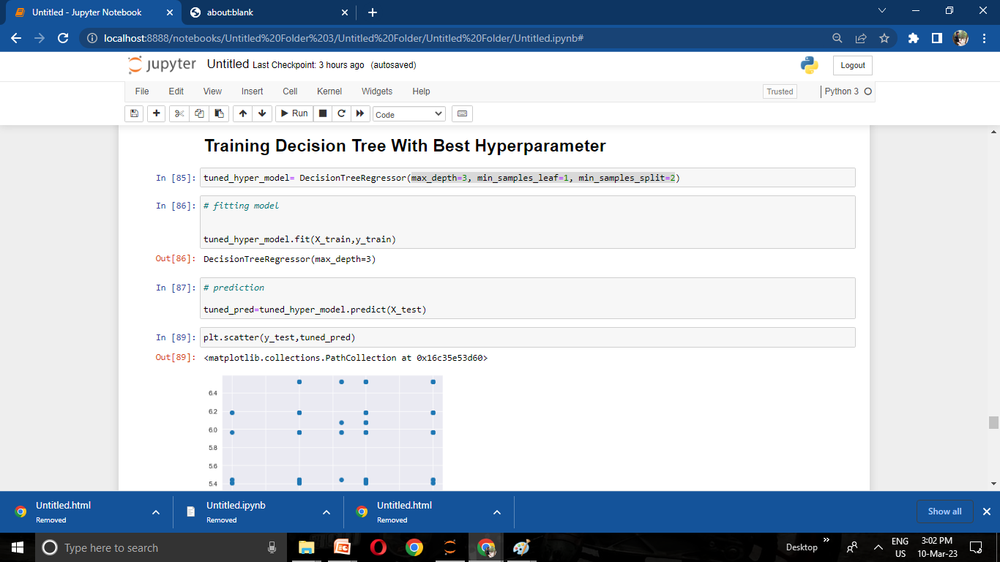 Untitled - Jupyter Notebook
about:blank
localhost:8888/notebooks/Untitled%20Folder%203/Untitled%20Folder/Untitled%20Folder/Untitled.ipynb#
jupyter Untitled Last Checkpoint: 3 hours ago (autosaved)
Logout
File Edit View Insert Cell Kernel Widgets Help
Trusted
Python 3
Run
Code
Training Decision Tree With Best Hyperparameter
In [85]: tuned_hyper_model= DecisionTreeRegressor(max_depth=3, min_samples_leaf=1, min_samples_split=2)
In [86]: # fitting model
tuned_hyper_model.fit(X_train,y_train)
Out[86]: DecisionTreeRegressor(max_depth=3)
In [87]: # prediction
tuned_pred=tuned_hyper_model.predict(X_test)
In [89]: plt.scatter(y_test,tuned_pred)
Out[89]: <matplotlib.collections.PathCollection at 0x16c35e53d60>
6.4
6.2
6.0
5.8
5.6
5.4
Untitled.html
Removed
Untitled.ipynb
Removed
Untitled.html
Removed
Show all
Type here to search
Desktop
ENG
US
3:02 PM
10-Mar-23